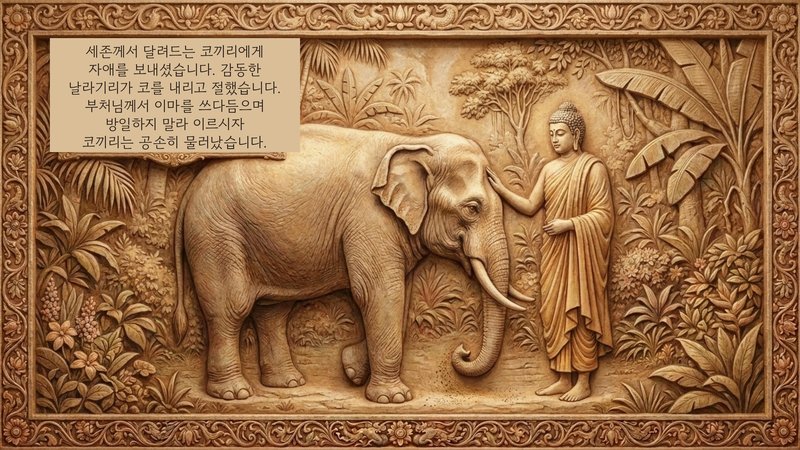 세존께서 달려드는 코끼리에게
자애를 보내셨습니다. 감동한
날라기리가 코를 내리고 절했습니다.
부처님께서 이마를 쓰다듬으며
방일하지 말라 이르시자
코끼리는 공손히 물러났습니다.